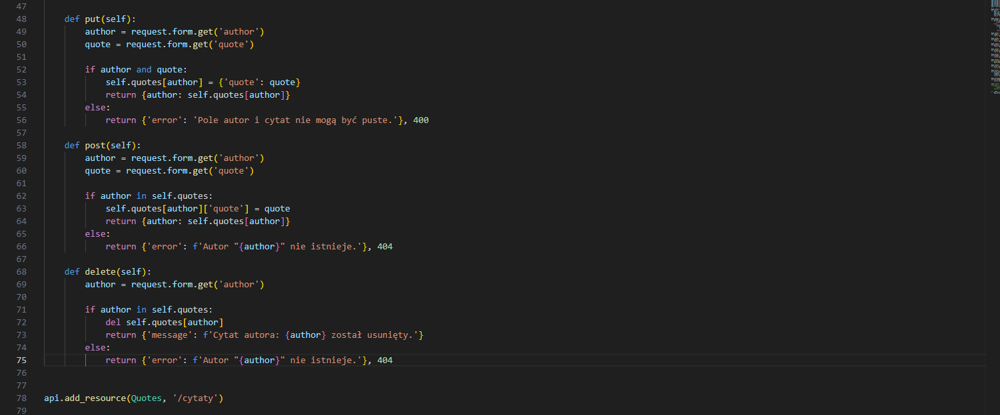 47
48 def put(self):
49 author = request.form.get('author')
50 quote = request.form.get('quote')
51
52 if author and quote:
53 self.quotes[author] = {'quote': quote}
54 return {author: self.quotes[author]}
55 else:
56 return {'error': 'Pole autor i cytat nie mogą być puste.'}, 400
57
58 def post(self):
59 author = request.form.get('author')
60 quote = request.form.get('quote')
61
62 if author in self.quotes:
63 self.quotes[author]['quote'] = quote
64 return {author: self.quotes[author]}
65 else:
66 return {'error': f'Autor "{author}" nie istnieje.'}, 404
67
68 def delete(self):
69 author = request.form.get('author')
70
71 if author in self.quotes:
72 del self.quotes[author]
73 return {'message': f'Cytat autora: {author} został usunięty.'}
74 else:
75 return {'error': f'Autor "{author}" nie istnieje.'}, 404
76
77
78 api.add_resource(Quotes, '/cytaty')
79